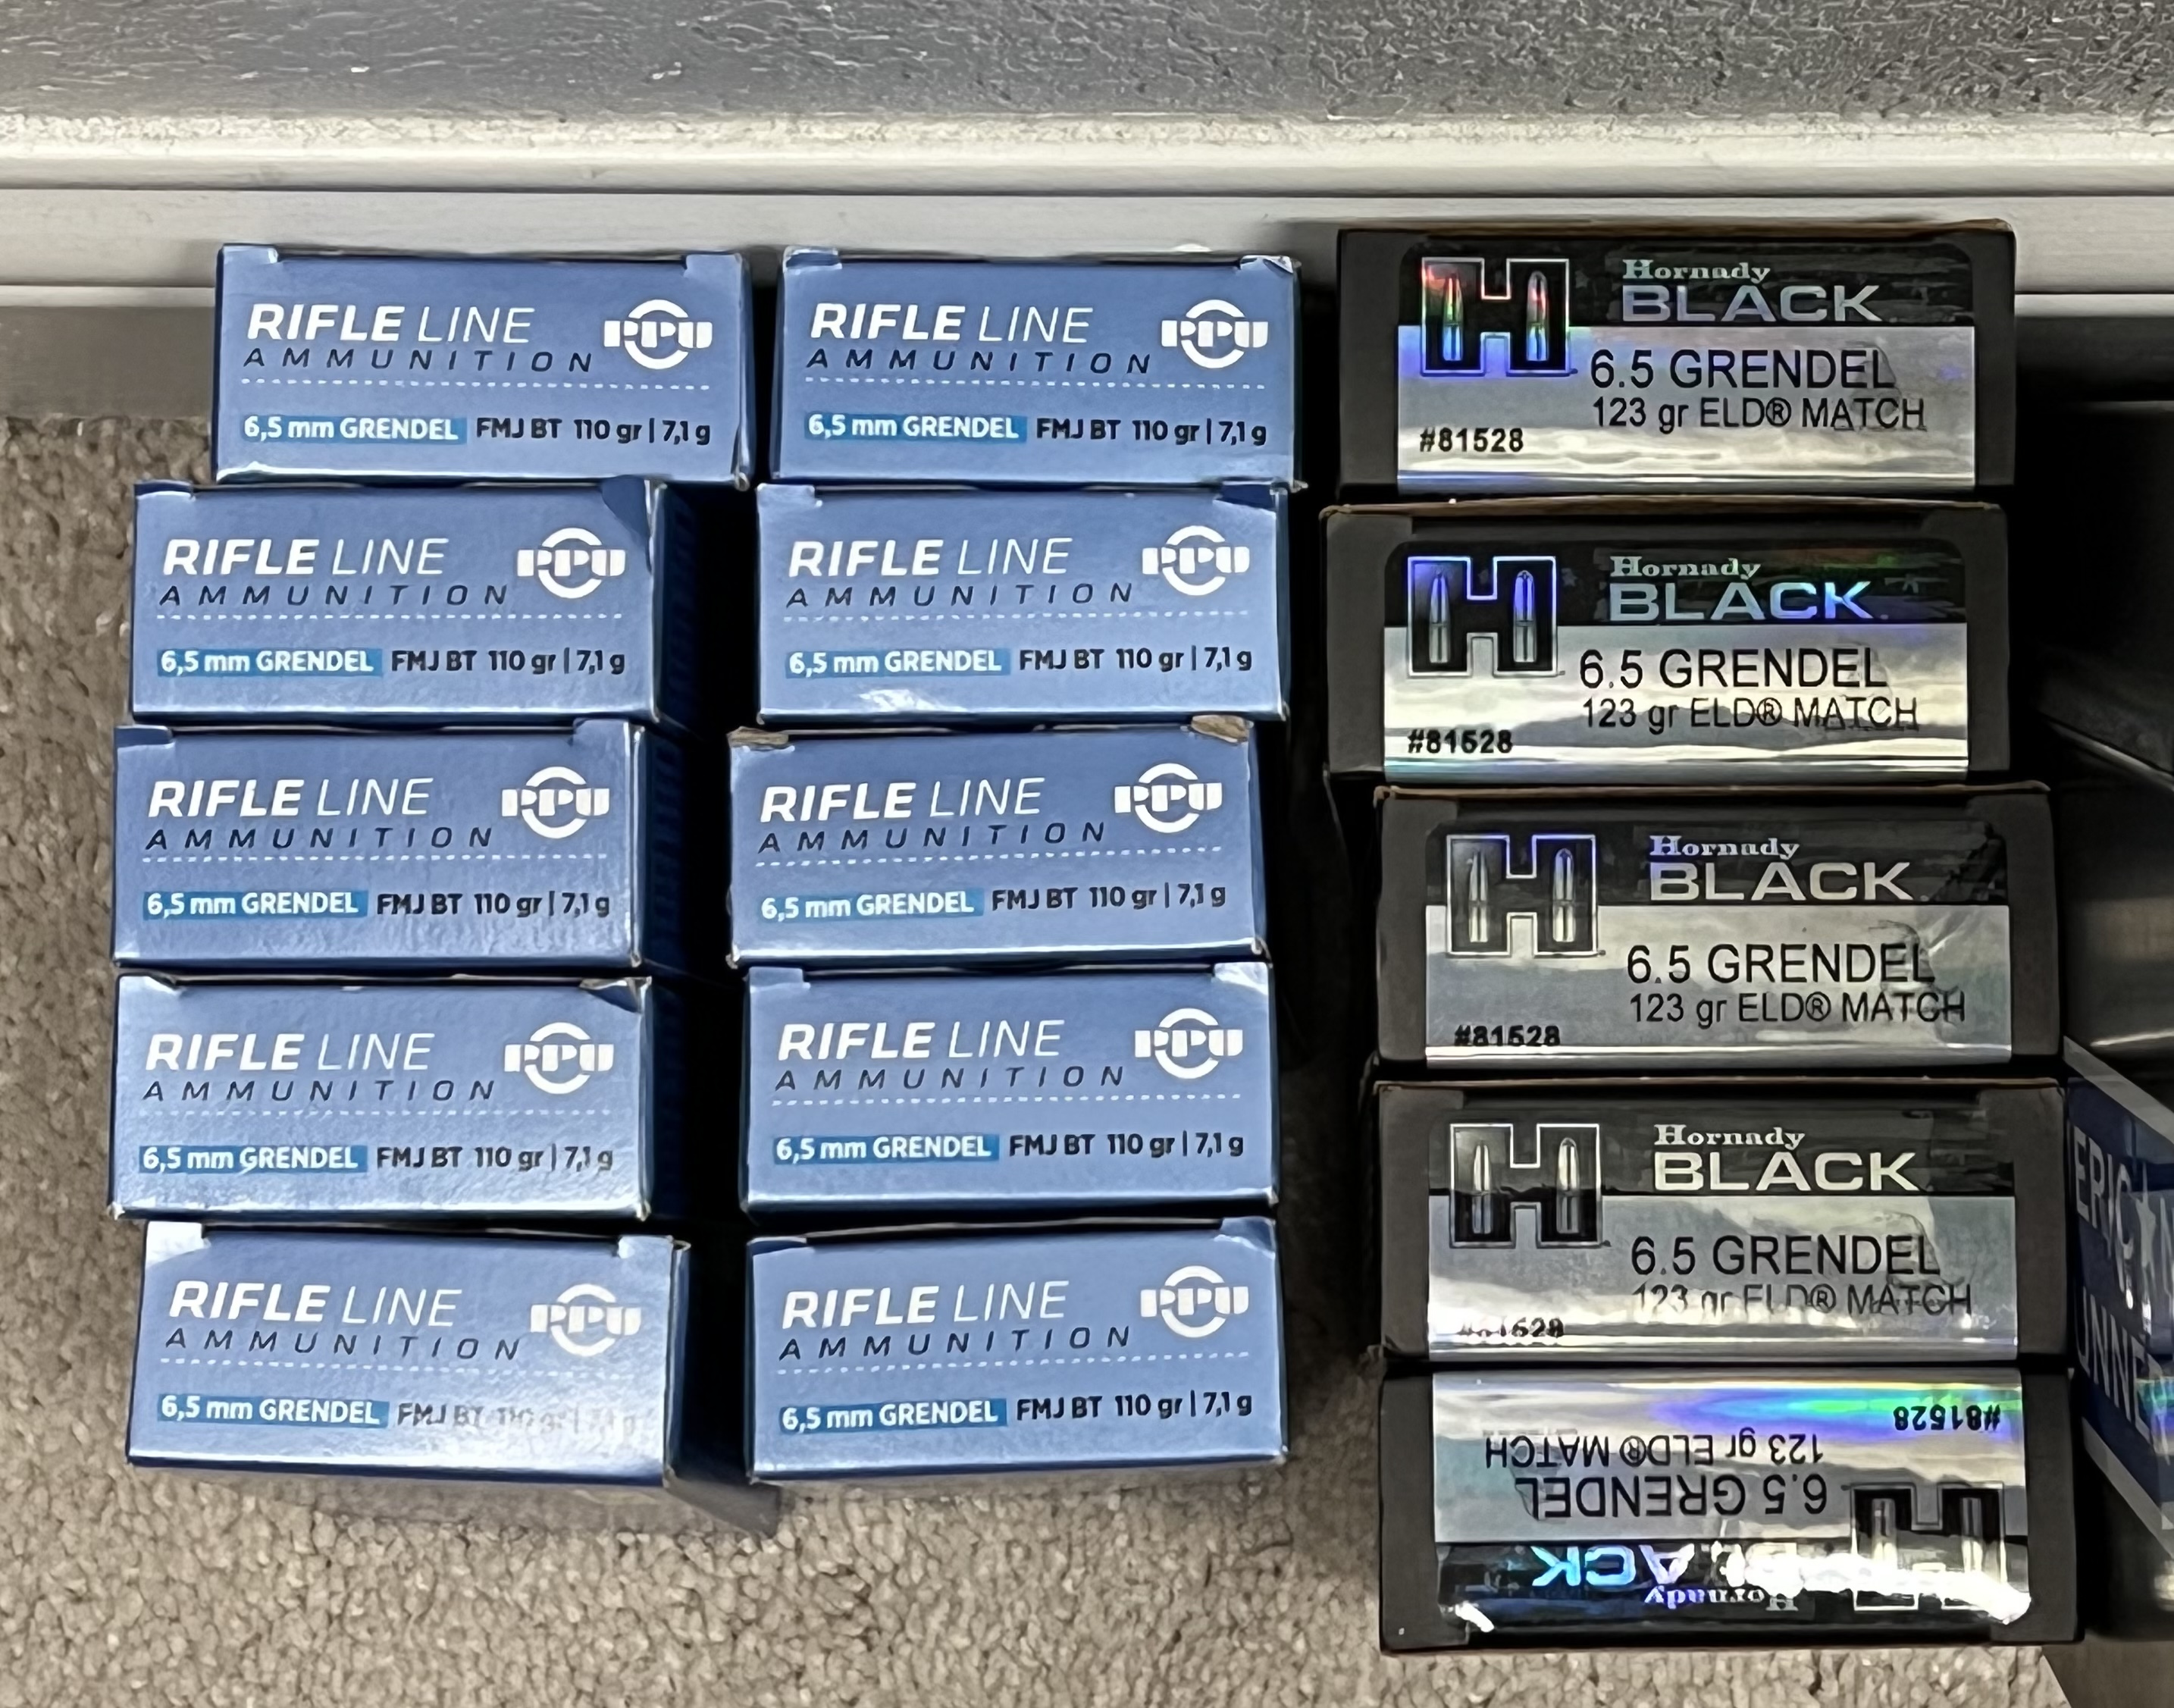 RIFLE LINE PPU
AMMUNITION
6,5 mm GRENDEL FMJ BT 110 gr | 7,1 g
RIFLE LINE PPU
AMMUNITION
6,5 mm GRENDEL FMJ BT 110 gr | 7,1 g
RIFLE LINE PPU
AMMUNITION
6,5 mm GRENDEL FMJ BT 110 gr | 7,1 g
RIFLE LINE PPU
AMMUNITION
6,5 mm GRENDEL FMJ BT 110 gr | 7,1 g
RIFLE LINE PPU
AMMUNITION
6,5 mm GRENDEL FMJ BT 110 gr | 7,1 g
RIFLE LINE PPU
AMMUNITION
6,5 mm GRENDEL FMJ BT 110 gr | 7,1 g
RIFLE LINE PPU
AMMUNITION
6,5 mm GRENDEL FMJ BT 110 gr | 7,1 g
RIFLE LINE PPU
AMMUNITION
6,5 mm GRENDEL FMJ BT 110 gr | 7,1 g
RIFLE LINE PPU
AMMUNITION
6,5 mm GRENDEL FMJ BT 110 gr | 7,1 g
RIFLE LINE PPU
AMMUNITION
6,5 mm GRENDEL FMJ BT 110 gr | 7,1 g
H Hornady
BLACK
6.5 GRENDEL
123 gr ELD® MATCH
#81528
H Hornady
BLACK
6.5 GRENDEL
123 gr ELD® MATCH
#81528
H Hornady
BLACK
6.5 GRENDEL
123 gr ELD® MATCH
#81528
H Hornady
BLACK
6.5 GRENDEL
123 gr ELD® MATCH
#81528
H Hornady
BLACK
6.5 GRENDEL
123 gr ELD® MATCH
#81528